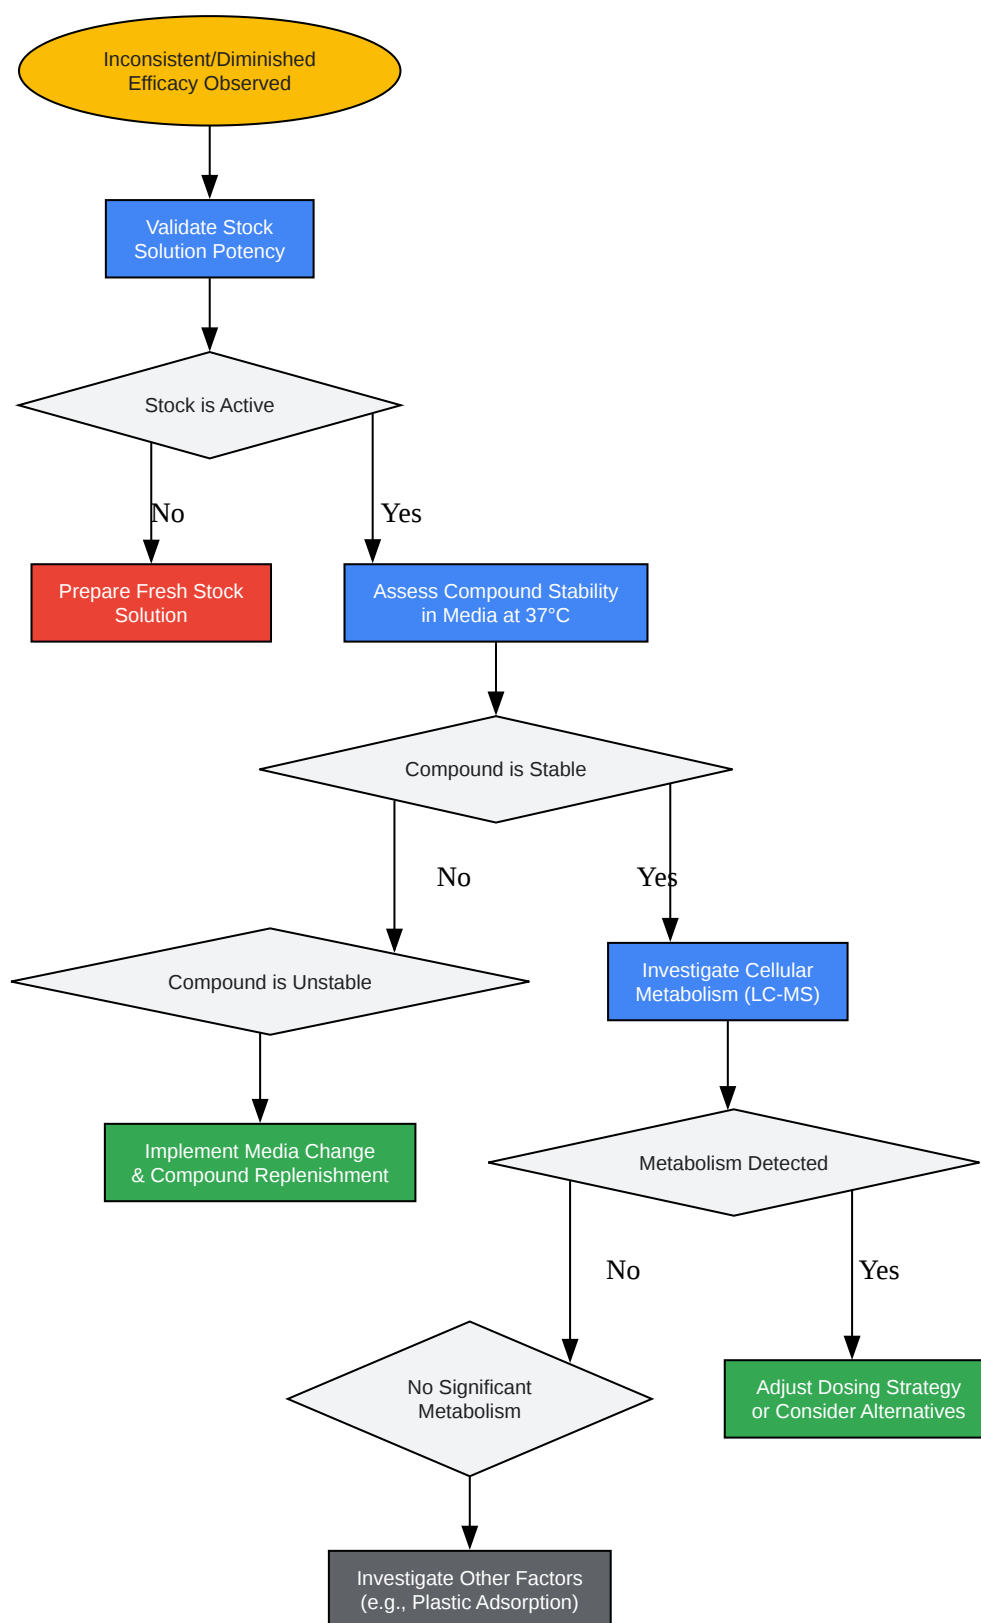 Inconsistent/Diminished
Efficacy Observed
Validate Stock
Solution Potency
Stock is Active
No
Yes
Prepare Fresh Stock
Solution
Assess Compound Stability
in Media at 37°C
Compound is Stable
No
Yes
Compound is Unstable
Investigate Cellular
Metabolism (LC-MS)
Implement Media Change
& Compound Replenishment
Metabolism Detected
No
Yes
No Significant
Metabolism
Adjust Dosing Strategy
or Consider Alternatives
Investigate Other Factors
(e.g., Plastic Adsorption)